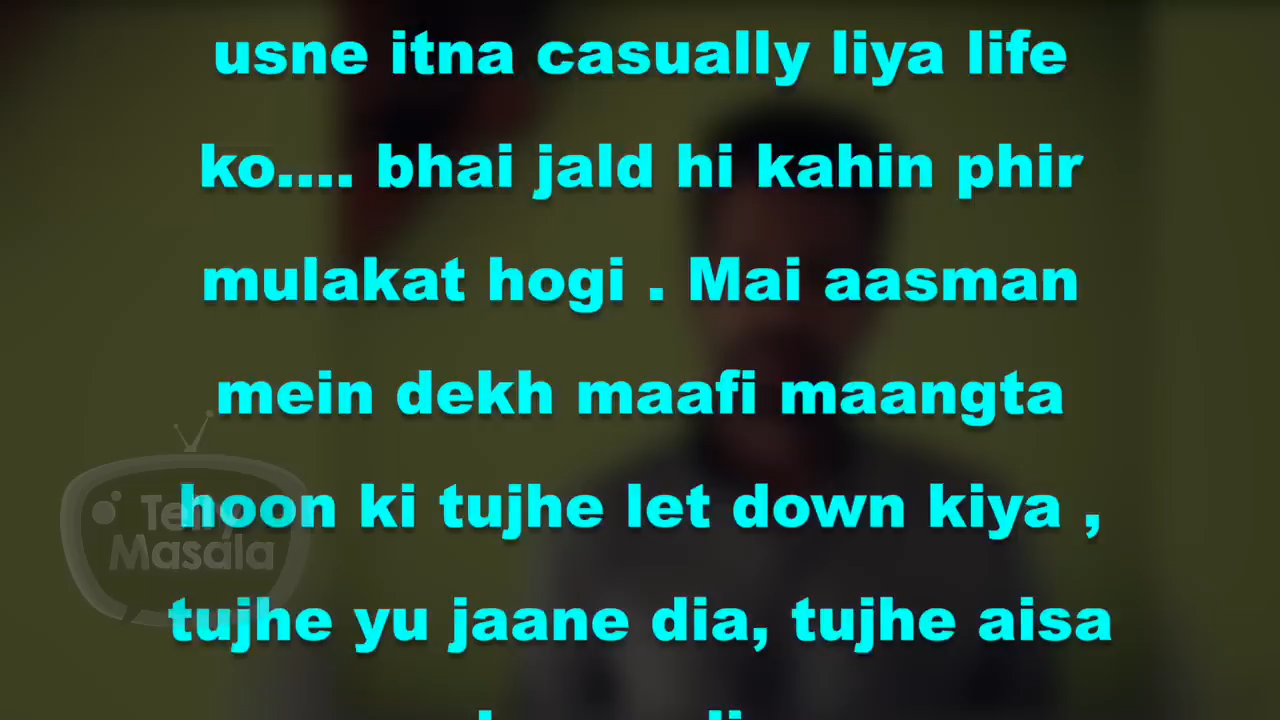 usne itna casually liya life
ko.... bhai jald hi kahin phir
mulakat hogi . Mai aasman
mein dekh maafi maangta
hoon ki tujhe let down kiya ,
tujhe yu jaane dia, tujhe aisa
Telly
Masala